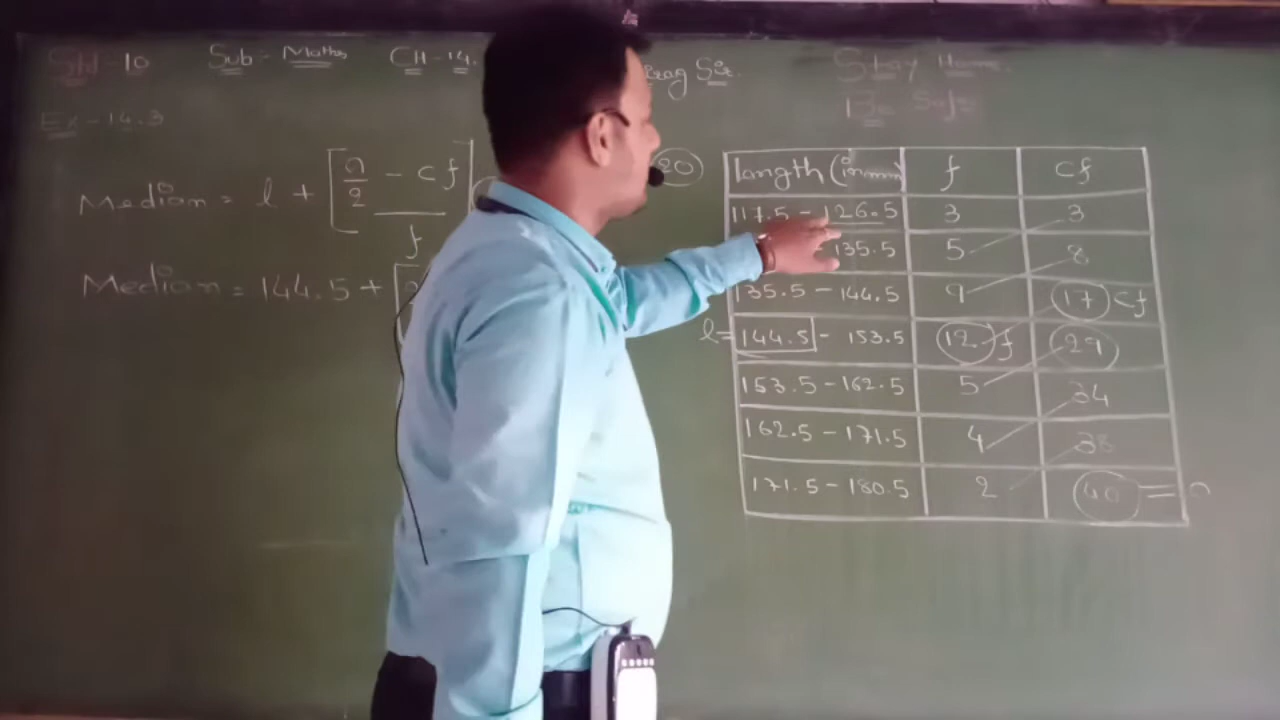 Std - 10 Sub - Maths CH - 14. Sir.
Stay Home
Be Safe
Ex - 14.3
Median = l + [ n/2 - cf / f
20
Median = 144.5 + [
length (in mm) f cf
117.5 - 126.5 3 3
- 135.5 5 8
135.5 - 144.5 9 17 cf
l = 144.5 - 153.5 12 f 29
153.5 - 162.5 5 34
162.5 - 171.5 4 38
171.5 - 180.5 2 40 = n